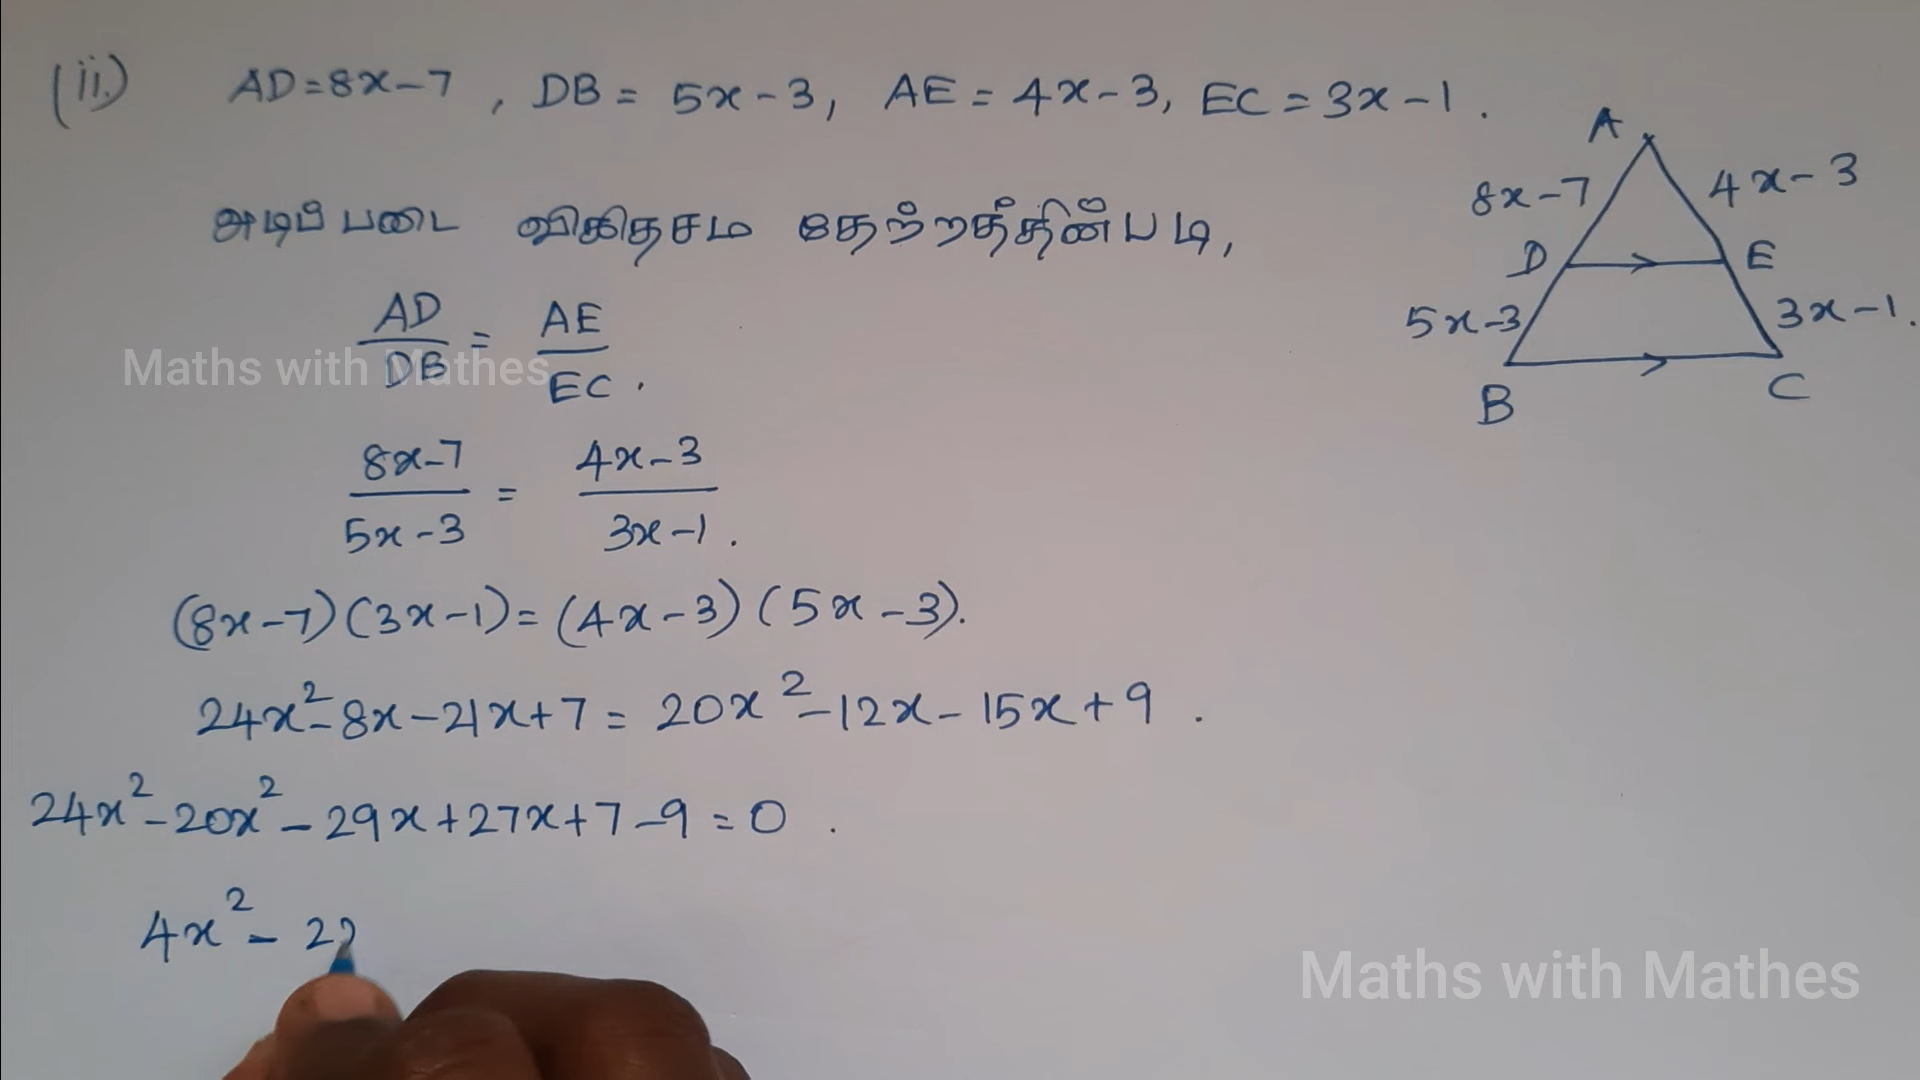 (ii.) AD = 8x - 7 , DB = 5x - 3, AE = 4x - 3, EC = 3x - 1 .
அடிப்படை விகிதசம தேற்றத்தின்படி,
AD/DB = AE/EC .
(8x-7)/(5x-3) = (4x-3)/(3x-1) .
(8x-7)(3x-1) = (4x-3)(5x-3).
24x² - 8x - 21x + 7 = 20x² - 12x - 15x + 9 .
24x² - 20x² - 29x + 27x + 7 - 9 = 0 .
4x² - 2x
A
8x-7 4x-3
D E
5x-3 3x-1.
B C
Maths with Mathes
Maths with Mathes